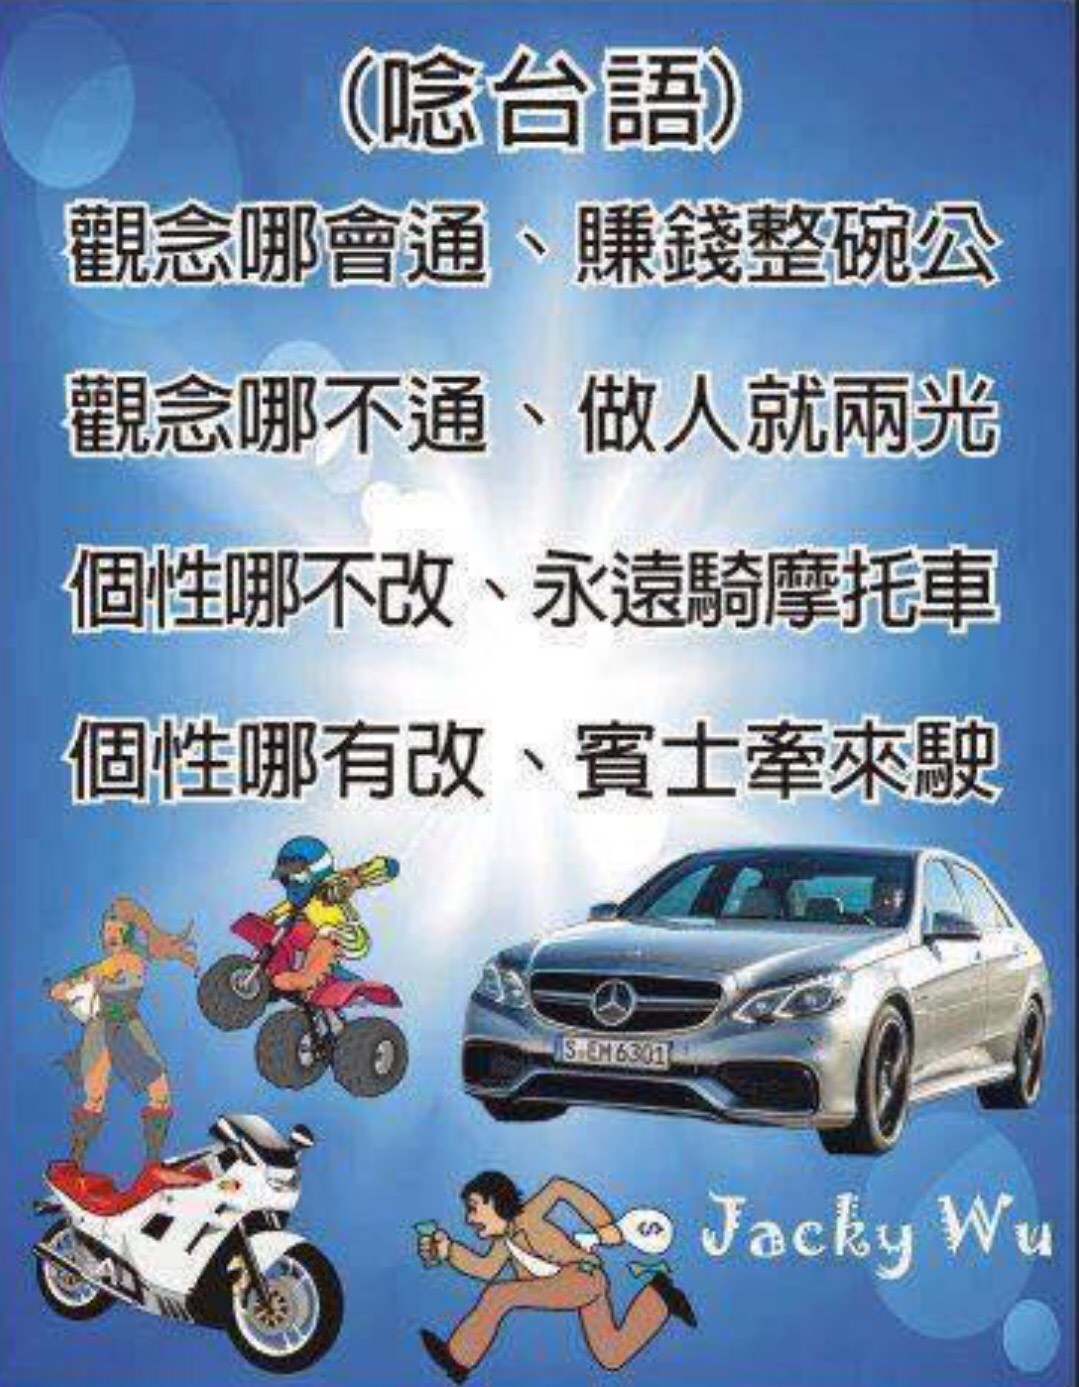 (唸台語)
觀念哪會通、賺錢整碗公
觀念哪不通、做人就兩光
個性哪不改、永遠騎摩托車
個性哪有改、賓士牽來駛
S EM 6301
$
Jacky Wu